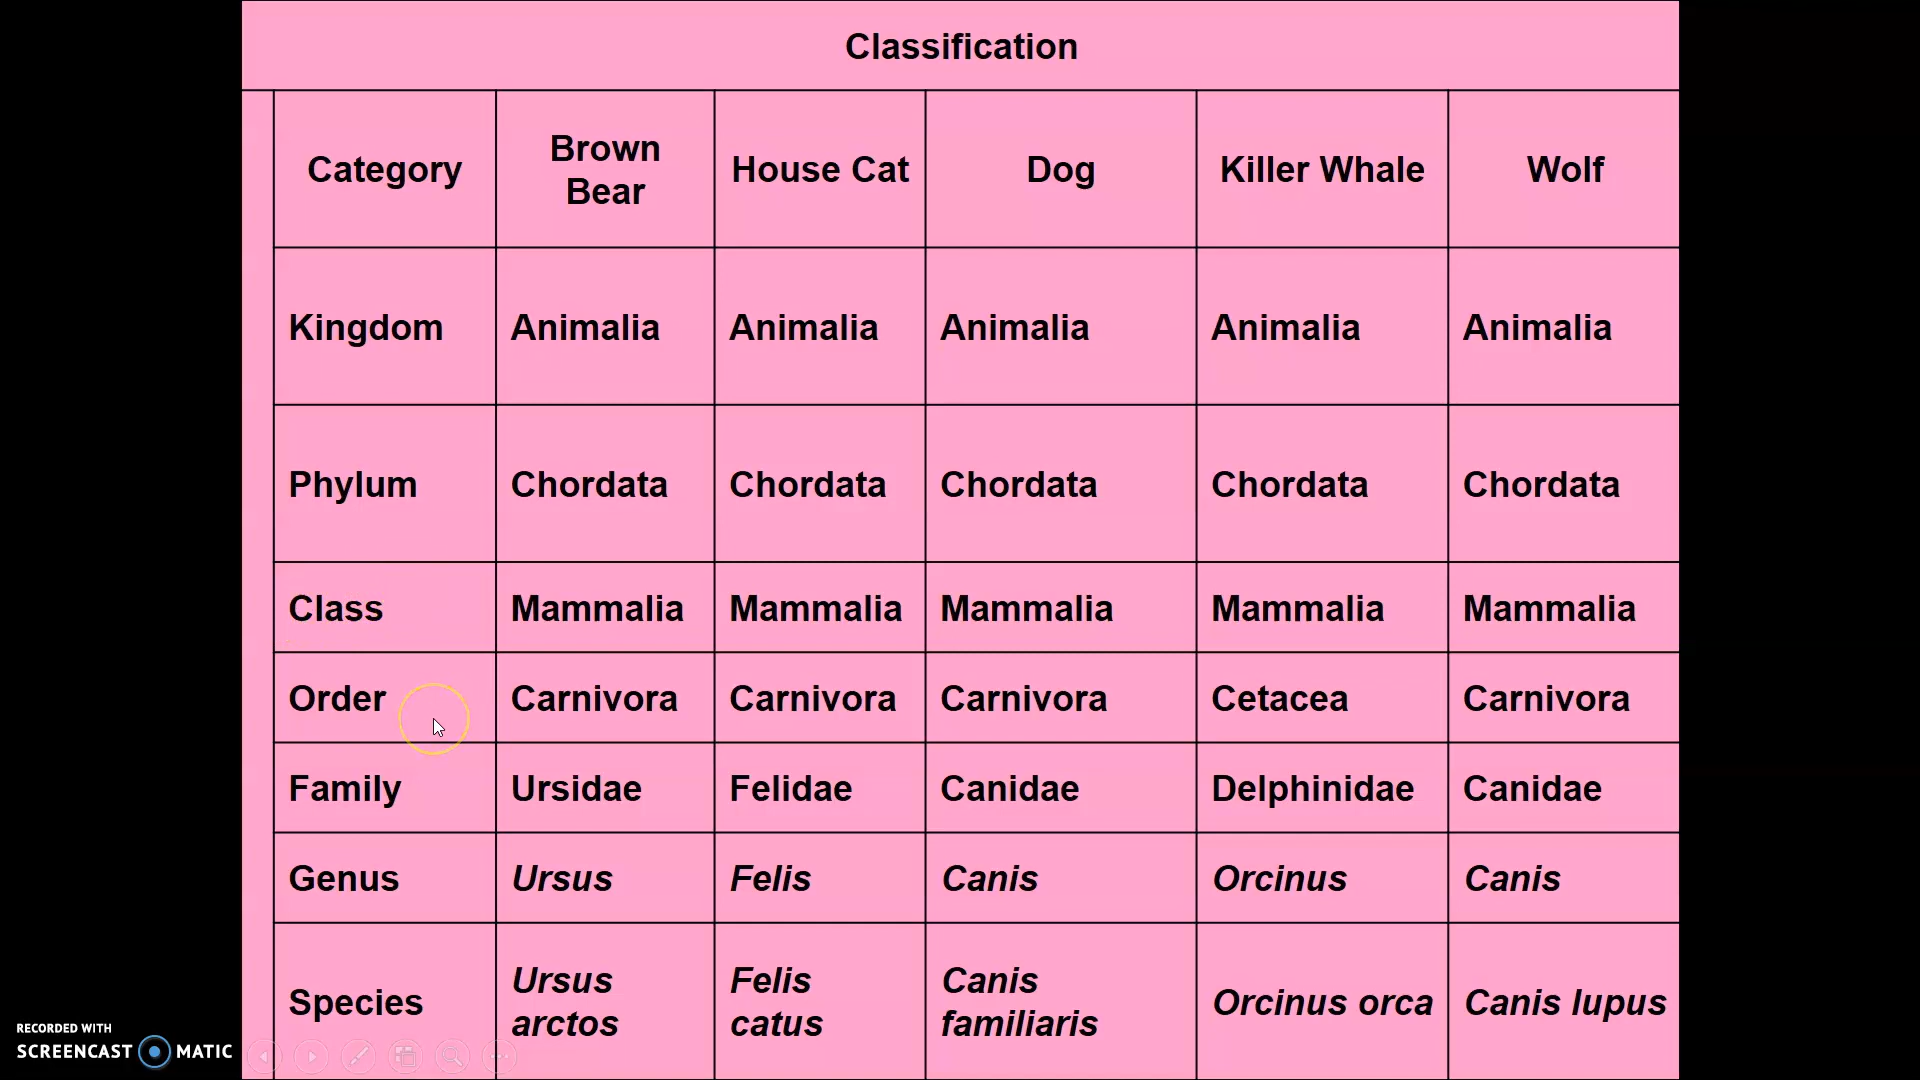 Classification
Category Brown Bear House Cat Dog Killer Whale Wolf
Kingdom Animalia Animalia Animalia Animalia Animalia
Phylum Chordata Chordata Chordata Chordata Chordata
Class Mammalia Mammalia Mammalia Mammalia Mammalia
Order Carnivora Carnivora Carnivora Cetacea Carnivora
Family Ursidae Felidae Canidae Delphinidae Canidae
Genus Ursus Felis Canis Orcinus Canis
Species Ursus arctos Felis catus Canis familiaris Orcinus orca Canis lupus
RECORDED WITH
SCREENCAST MATIC